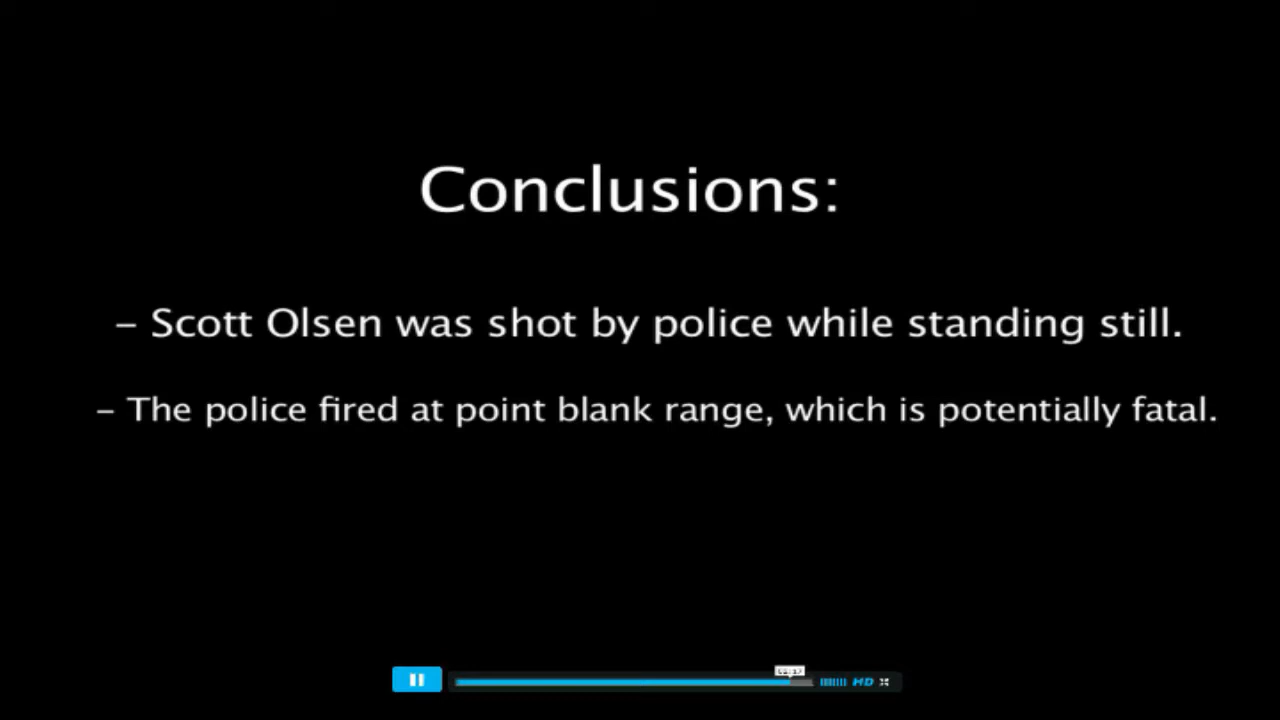 Conclusions:
– Scott Olsen was shot by police while standing still.
– The police fired at point blank range, which is potentially fatal.
HD